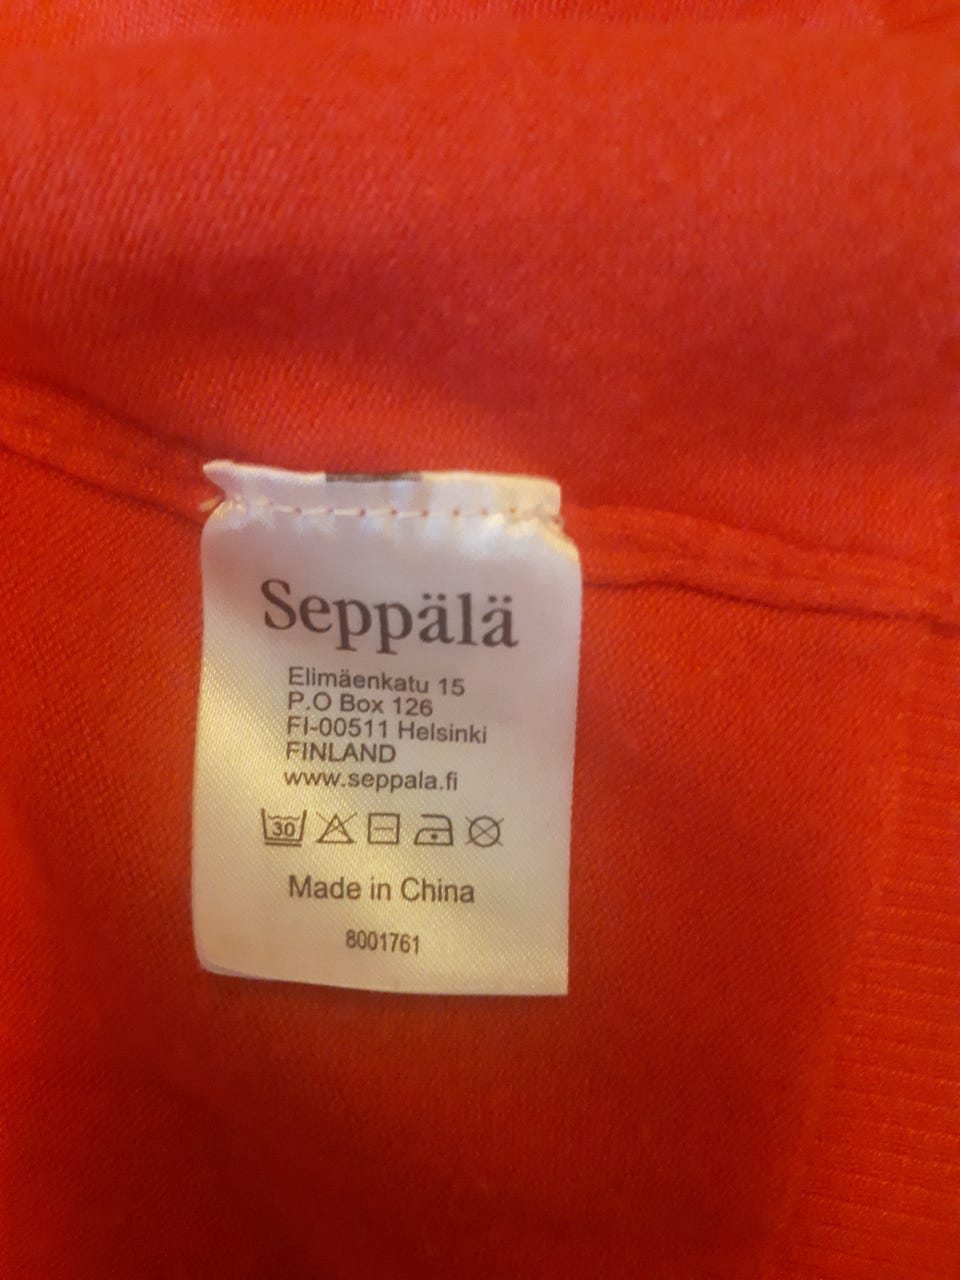 Seppälä
Elimäenkatu 15
P.O Box 126
FI-00511 Helsinki
FINLAND
www.seppala.fi
30
Made in China
8001761